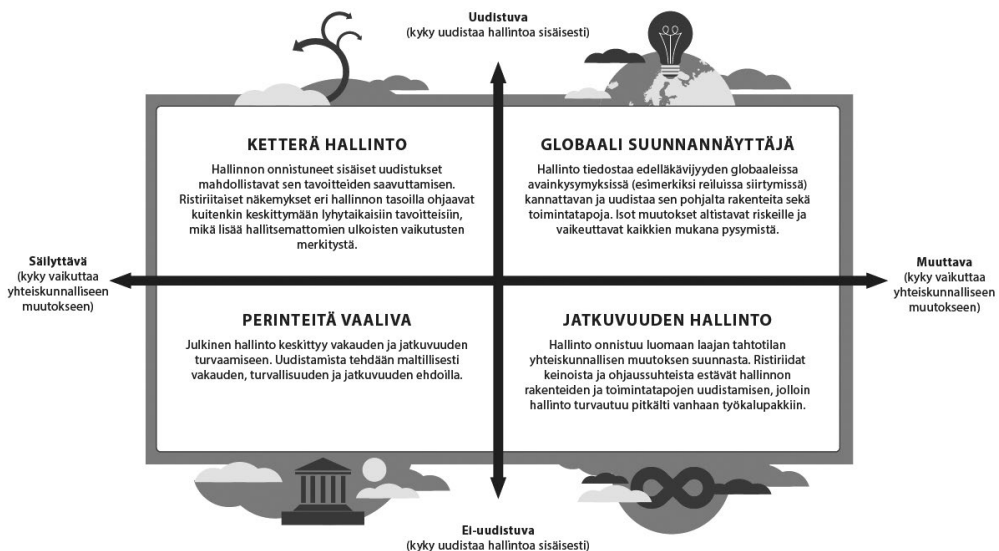 Uudistuva
(kyky uudistaa hallintoa sisäisesti)
KETTERÄ HALLINTO
Hallinnon onnistuneet sisäiset uudistukset
mahdollistavat sen tavoitteiden saavuttamisen.
Ristiriitaiset näkemykset eri hallinnon tasoilla ohjaavat
kuitenkin keskittymään lyhytaikaisiin tavoitteisiin,
mikä lisää hallitsemattomien ulkoisten vaikutusten
merkitystä.
GLOBAALI SUUNNANNÄYTTÄJÄ
Hallinto tiedostaa edelläkävijyyden globaaleissa
avainkysymyksissä (esimerkiksi reiluissa siirtymissä)
kannattavan ja uudistaa sen pohjalta rakenteita sekä
toimintatapoja. Isot muutokset altistavat riskeille ja
vaikeuttavat kaikkien mukana pysymistä.
Säilyttävä
(kyky vaikuttaa
yhteiskunnalliseen
muutokseen)
Muuttava
(kyky vaikuttaa
yhteiskunnalliseen
muutokseen)
PERINTEITÄ VAALIVA
Julkinen hallinto keskittyy vakauden ja jatkuvuuden
turvaamiseen. Uudistamista tehdään maltillisesti
vakauden, turvallisuuden ja jatkuvuuden ehdoilla.
JATKUVUUDEN HALLINTO
Hallinto onnistuu luomaan laajan tahtotilan
yhteiskunnallisen muutoksen suunnasta. Ristiriidat
keinoista ja ohjaussuhteista estävät hallinnon
rakenteiden ja toimintatapojen uudistamisen, jolloin
hallinto turvautuu pitkälti vanhaan työkalupakkiin.
Ei-uudistuva
(kyky uudistaa hallintoa sisäisesti)